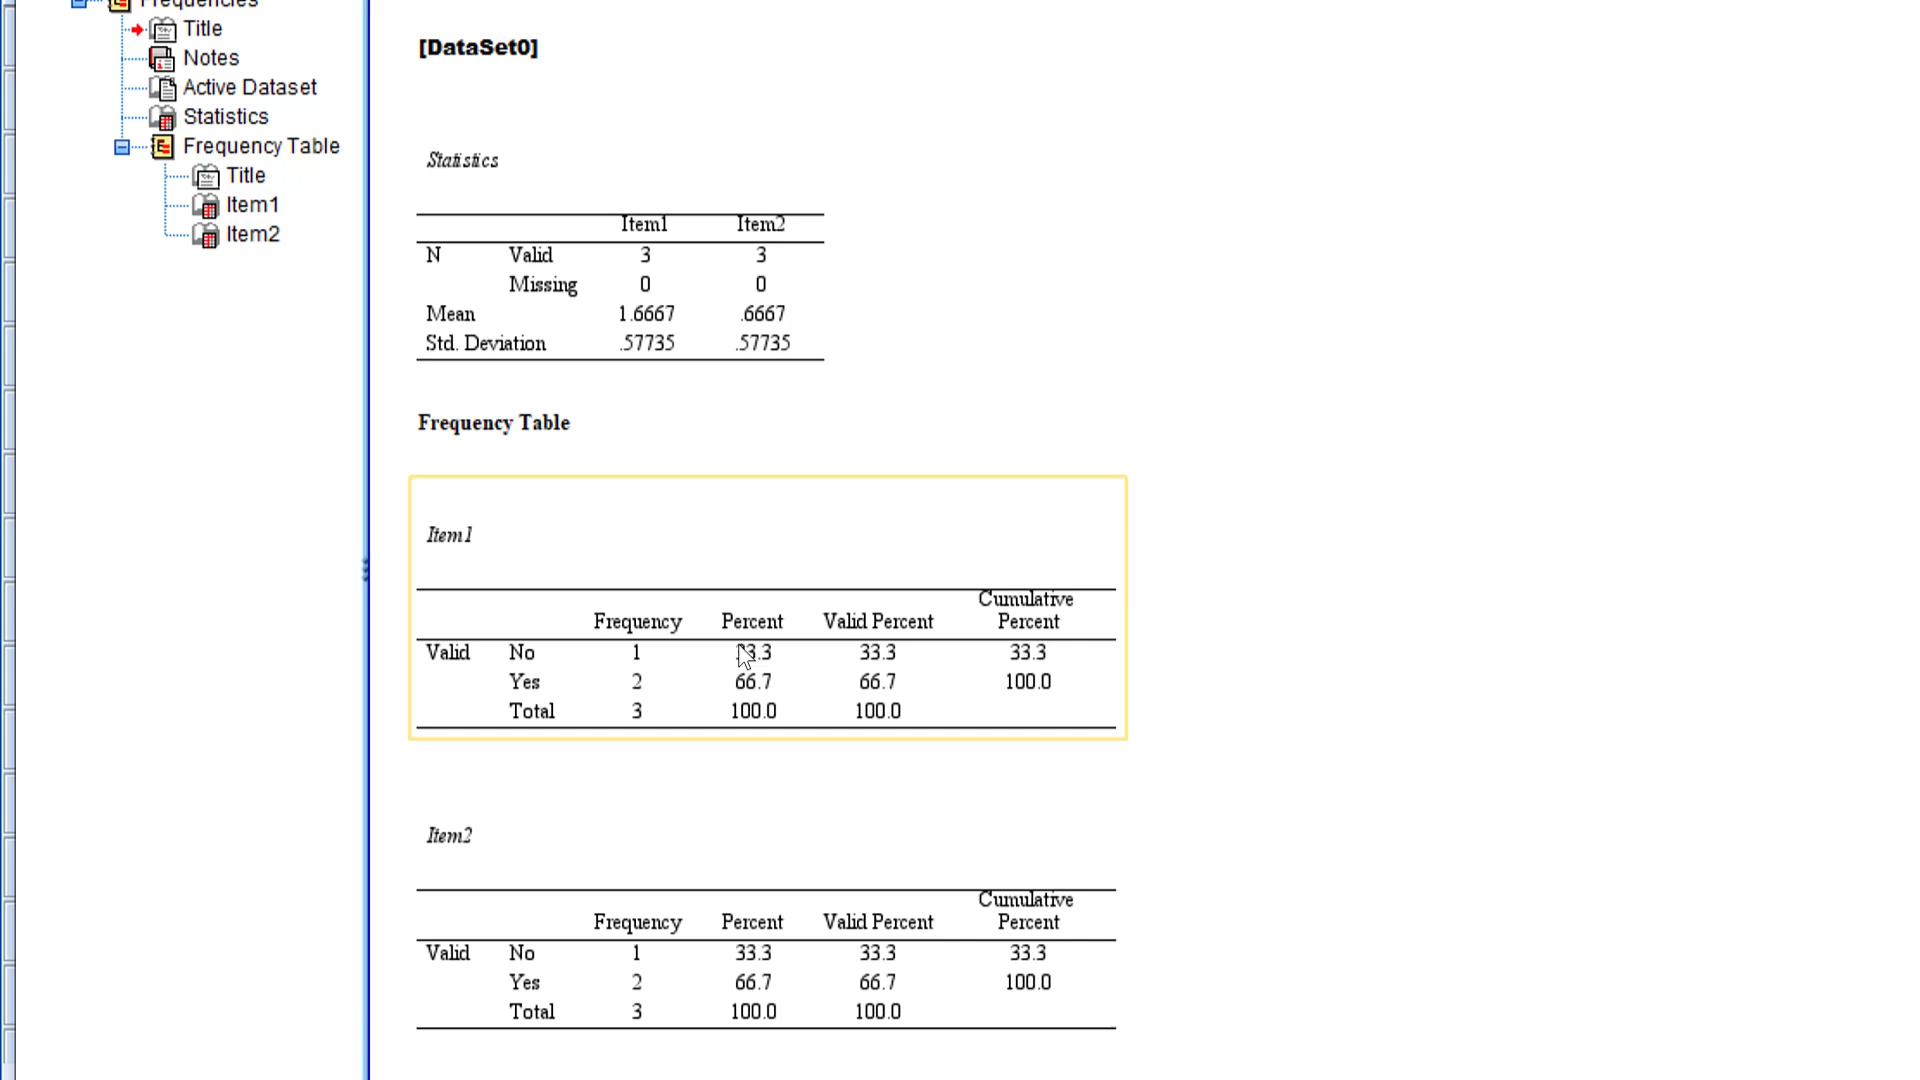 Frequencies
Title
Notes
Active Dataset
Statistics
Frequency Table
Title
Item1
Item2
[DataSet0]
Statistics
Item1 Item2
N Valid 3 3
Missing 0 0
Mean 1.6667 .6667
Std. Deviation .57735 .57735
Frequency Table
Item1
Frequency Percent Valid Percent Cumulative Percent
Valid No 1 33.3 33.3 33.3
Yes 2 66.7 66.7 100.0
Total 3 100.0 100.0
Item2
Frequency Percent Valid Percent Cumulative Percent
Valid No 1 33.3 33.3 33.3
Yes 2 66.7 66.7 100.0
Total 3 100.0 100.0